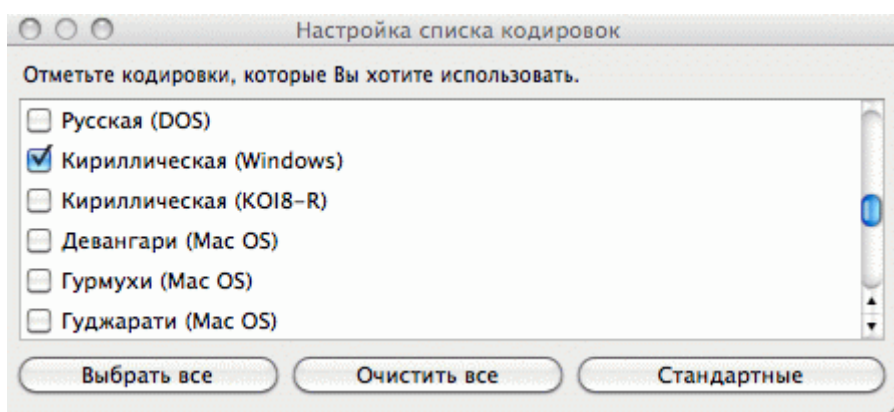 Настройка списка кодировок
Отметьте кодировки, которые Вы хотите использовать.
Русская (DOS)
Кириллическая (Windows)
Кириллическая (KOI8-R)
Девангари (Mac OS)
Гурмухи (Mac OS)
Гуджарати (Mac OS)
Выбрать все Очистить все Стандартные